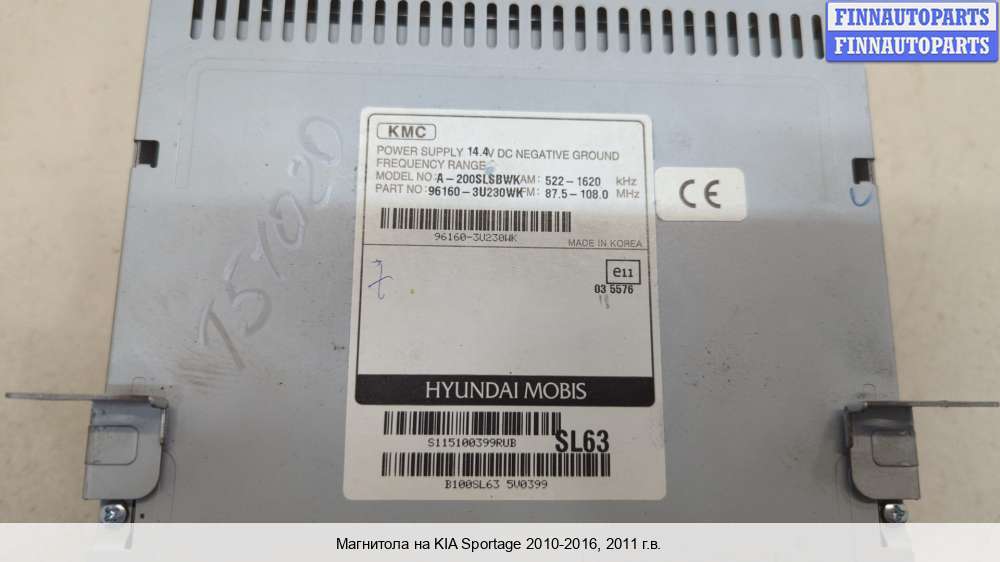 FINNAUTOPARTS
FINNAUTOPARTS
KMC
POWER SUPPLY 14.4V DC NEGATIVE GROUND
FREQUENCY RANGE
MODEL NO: A-200SLSBWK AM: 522-1620 kHz
PART NO: 96160-3U230WK FM: 87.5-108.0 MHz
CE
96160-3U230WK
MADE IN KOREA
e11
03 5576
HYUNDAI MOBIS
S115100399RUB
SL63
B100SL63 5V0399
Магнитола на KIA Sportage 2010-2016, 2011 г.в.